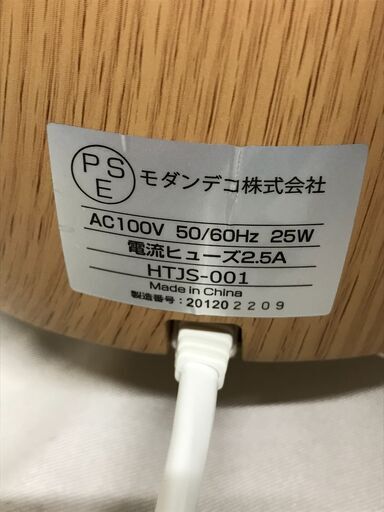 PSE モダンデコ株式会社
AC100V 50/60Hz 25W
電流ヒューズ2.5A
HTJS-001
Made in China
製造番号:201202209